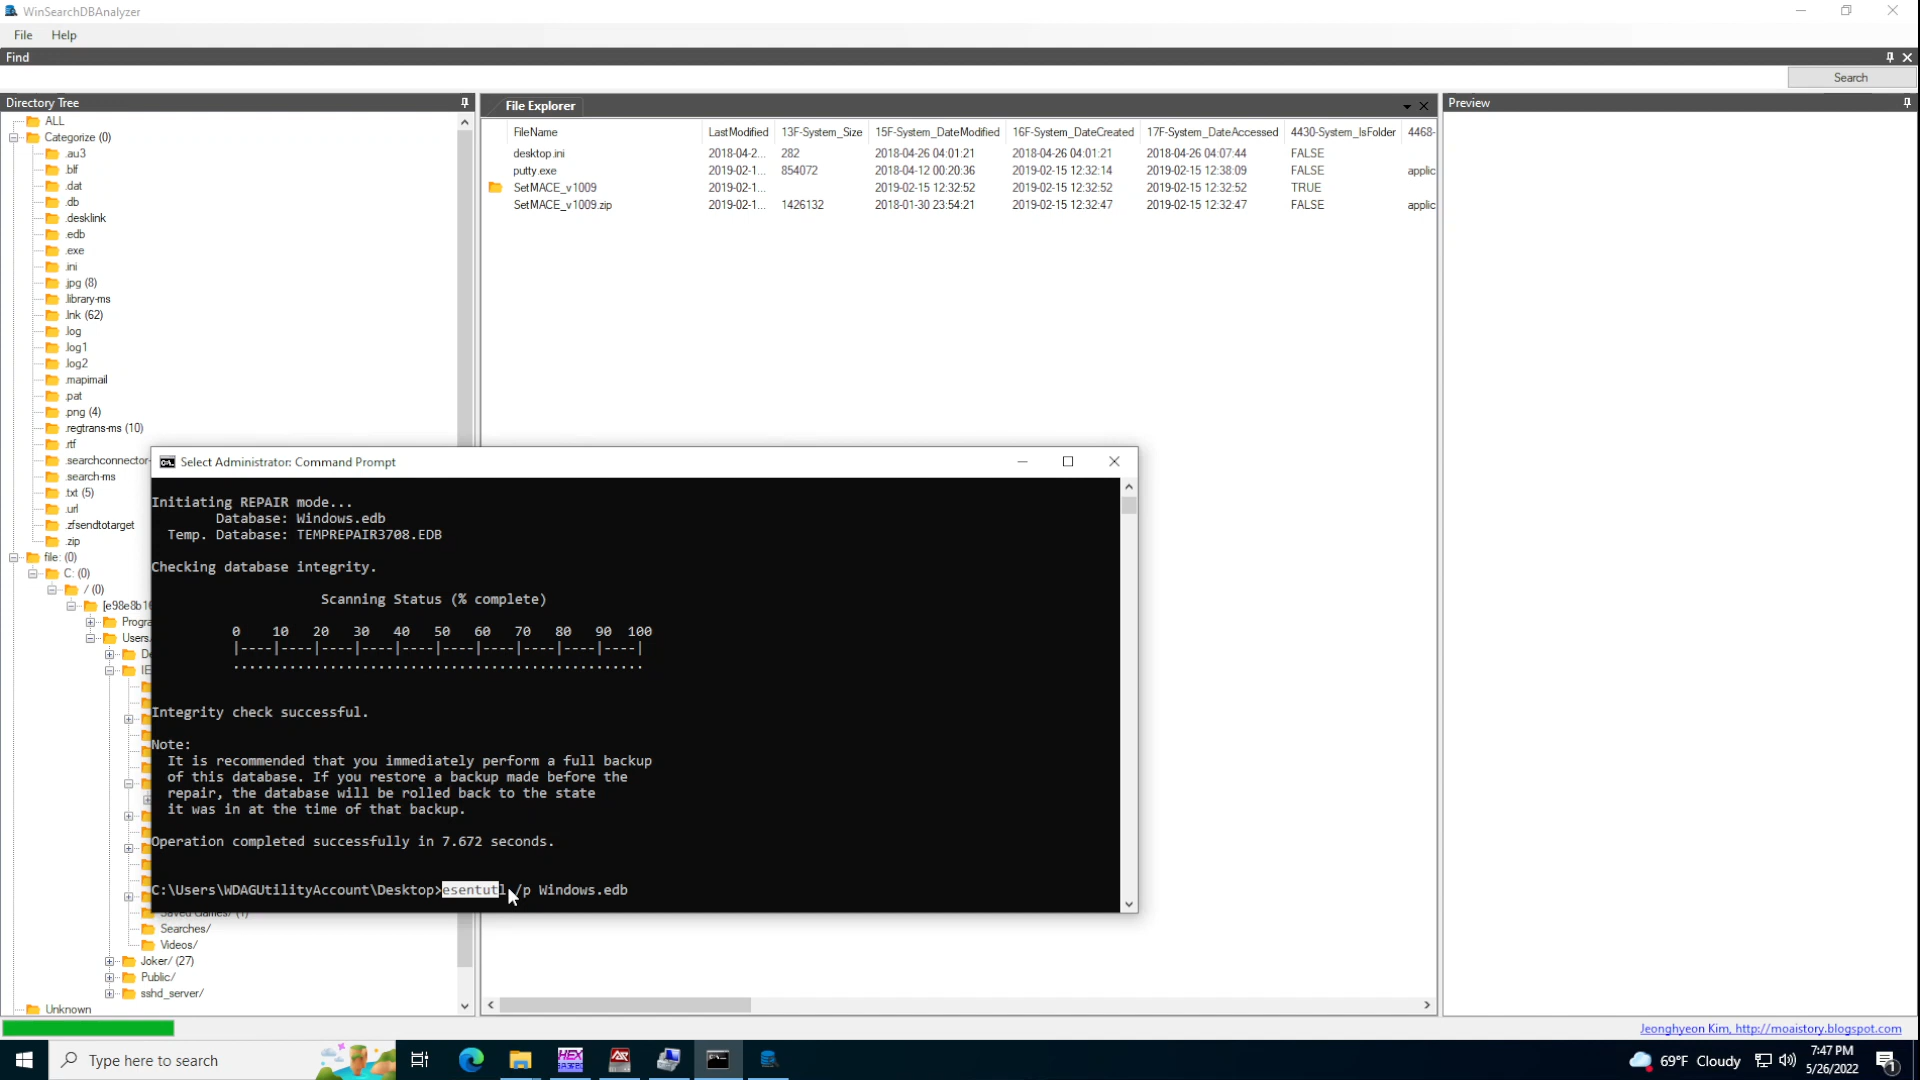 WinSearchDBAnalyzer
File Help
Find
Search
Directory Tree
ALL
Categorize (0)
.au3
.blf
.dat
.db
.desklink
.edb
.exe
.ini
.jpg (8)
.library-ms
.lnk (62)
.log
.log1
.log2
.mapimail
.pat
.png (4)
.regtrans-ms (10)
.rtf
.searchconnector-
.search-ms
.txt (5)
.url
.zfsendtotarget
.zip
file: (0)
C: (0)
/ (0)
[e98e8b16
Progra
Users.
De
IE
Saved Games/ (1)
Searches/
Videos/
Joker/ (27)
Public/
sshd_server/
Unknown
File Explorer
FileName LastModified 13F-System_Size 15F-System_DateModified 16F-System_DateCreated 17F-System_DateAccessed 4430-System_IsFolder 4468-
desktop.ini 2018-04-2... 282 2018-04-26 04:01:21 2018-04-26 04:01:21 2018-04-26 04:07:44 FALSE
putty.exe 2019-02-1... 854072 2018-04-12 00:20:36 2019-02-15 12:32:14 2019-02-15 12:38:09 FALSE applic
SetMACE_v1009 2019-02-1... 2019-02-15 12:32:52 2019-02-15 12:32:52 2019-02-15 12:32:52 TRUE
SetMACE_v1009.zip 2019-02-1... 1426132 2018-01-30 23:54:21 2019-02-15 12:32:47 2019-02-15 12:32:47 FALSE applic
Preview
Select Administrator: Command Prompt
Initiating REPAIR mode...
Database: Windows.edb
Temp. Database: TEMPREPAIR3708.EDB
Checking database integrity.
Scanning Status (% complete)
0 10 20 30 40 50 60 70 80 90 100
|----|----|----|----|----|----|----|----|----|----|
...................................................
Integrity check successful.
Note:
It is recommended that you immediately perform a full backup
of this database. If you restore a backup made before the
repair, the database will be rolled back to the state
it was in at the time of that backup.
Operation completed successfully in 7.672 seconds.
C:\Users\WDAGUtilityAccount\Desktop>esentutl /p Windows.edb
Jeonghyeon Kim, http://moaistory.blogspot.com
Type here to search
HEX
69°F Cloudy
7:47 PM
5/26/2022
1